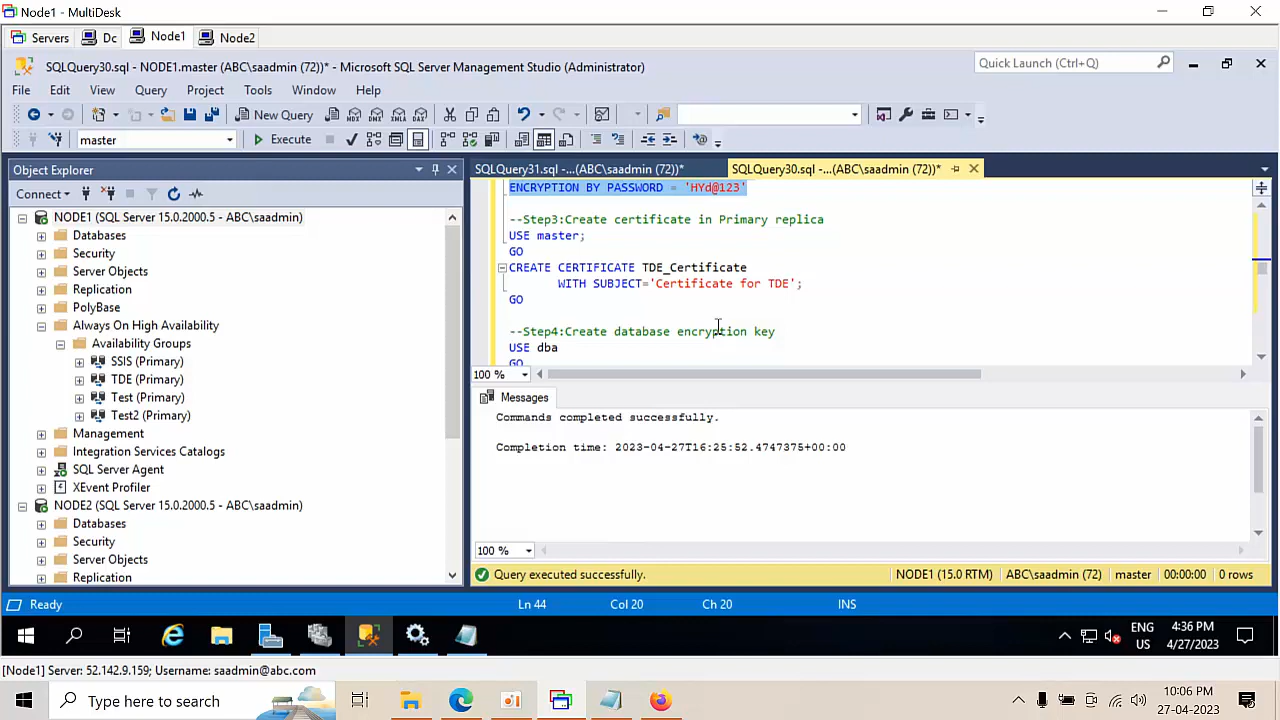 Node1 - MultiDesk
Servers Dc Node1 Node2
SQLQuery30.sql - NODE1.master (ABC\saadmin (72))* - Microsoft SQL Server Management Studio (Administrator)
Quick Launch (Ctrl+Q)
File Edit View Query Project Tools Window Help
New Query
master Execute
Object Explorer
Connect
NODE1 (SQL Server 15.0.2000.5 - ABC\saadmin)
Databases
Security
Server Objects
Replication
PolyBase
Always On High Availability
Availability Groups
SSIS (Primary)
TDE (Primary)
Test (Primary)
Test2 (Primary)
Management
Integration Services Catalogs
SQL Server Agent
XEvent Profiler
NODE2 (SQL Server 15.0.2000.5 - ABC\saadmin)
Databases
Security
Server Objects
Replication
SQLQuery31.sql -...(ABC\saadmin (72))* SQLQuery30.sql -...(ABC\saadmin (72))*
ENCRYPTION BY PASSWORD = 'HYd@123'
--Step3:Create certificate in Primary replica
USE master;
GO
CREATE CERTIFICATE TDE_Certificate
WITH SUBJECT='Certificate for TDE';
GO
--Step4:Create database encryption key
USE dba
GO
100 %
Messages
Commands completed successfully.
Completion time: 2023-04-27T16:25:52.4747375+00:00
100 %
Query executed successfully. NODE1 (15.0 RTM) ABC\saadmin (72) master 00:00:00 0 rows
Ready Ln 44 Col 20 Ch 20 INS
ENG
US
4:36 PM
4/27/2023
[Node1] Server: 52.142.9.159; Username: saadmin@abc.com
Type here to search
10:06 PM
27-04-2023